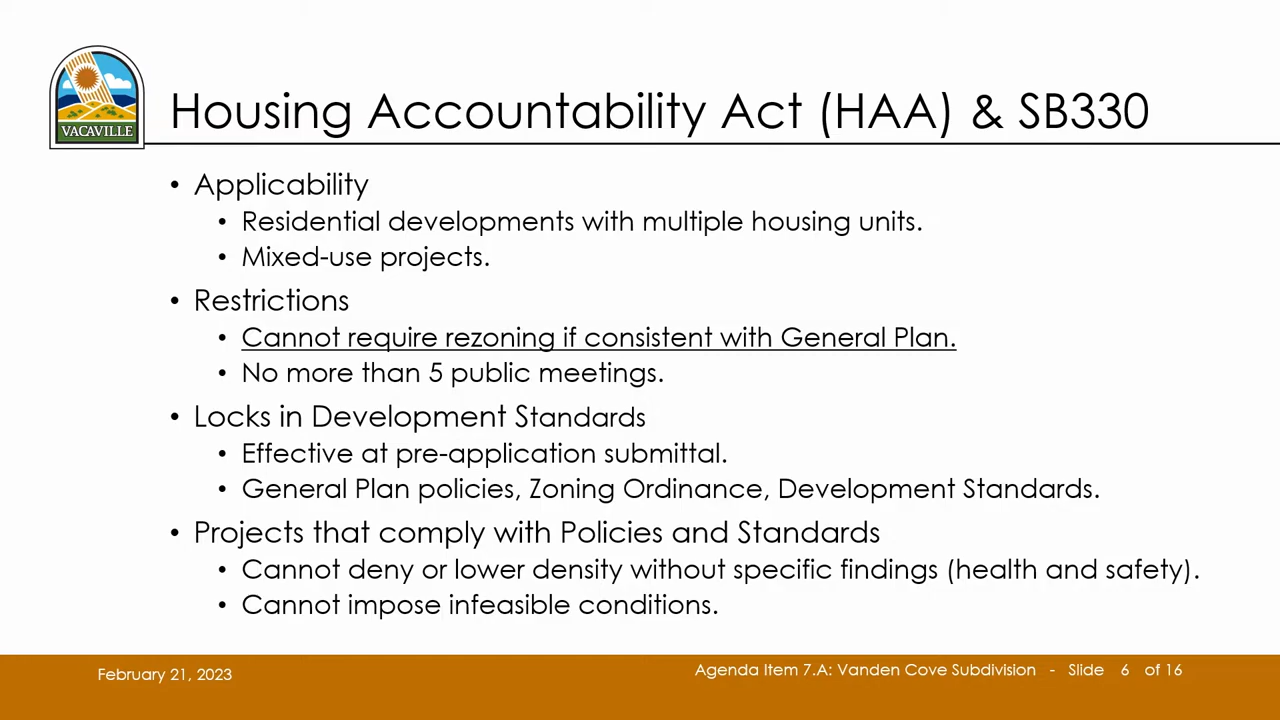 VACAVILLE
Housing Accountability Act (HAA) & SB330
• Applicability
• Residential developments with multiple housing units.
• Mixed-use projects.
• Restrictions
• Cannot require rezoning if consistent with General Plan.
• No more than 5 public meetings.
• Locks in Development Standards
• Effective at pre-application submittal.
• General Plan policies, Zoning Ordinance, Development Standards.
• Projects that comply with Policies and Standards
• Cannot deny or lower density without specific findings (health and safety).
• Cannot impose infeasible conditions.
February 21, 2023
Agenda Item 7.A: Vanden Cove Subdivision - Slide 6 of 16